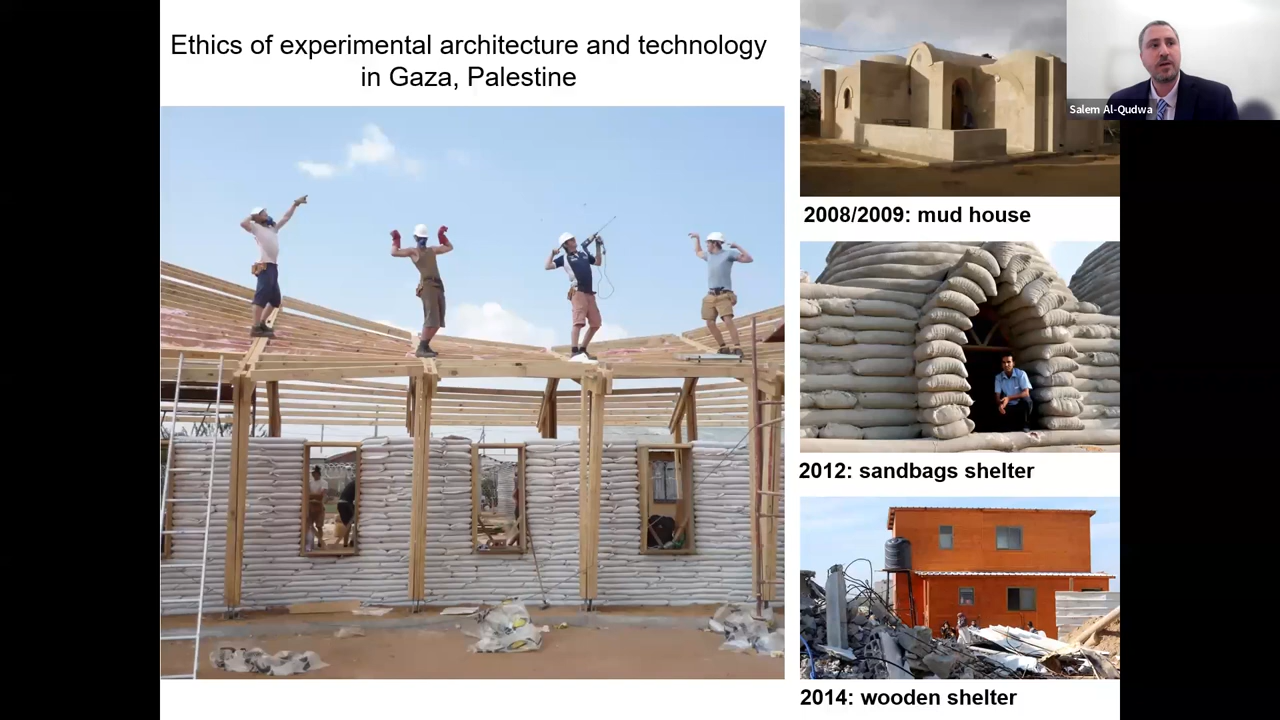 Ethics of experimental architecture and technology
in Gaza, Palestine
Salem Al-Qudwa
2008/2009: mud house
2012: sandbags shelter
2014: wooden shelter